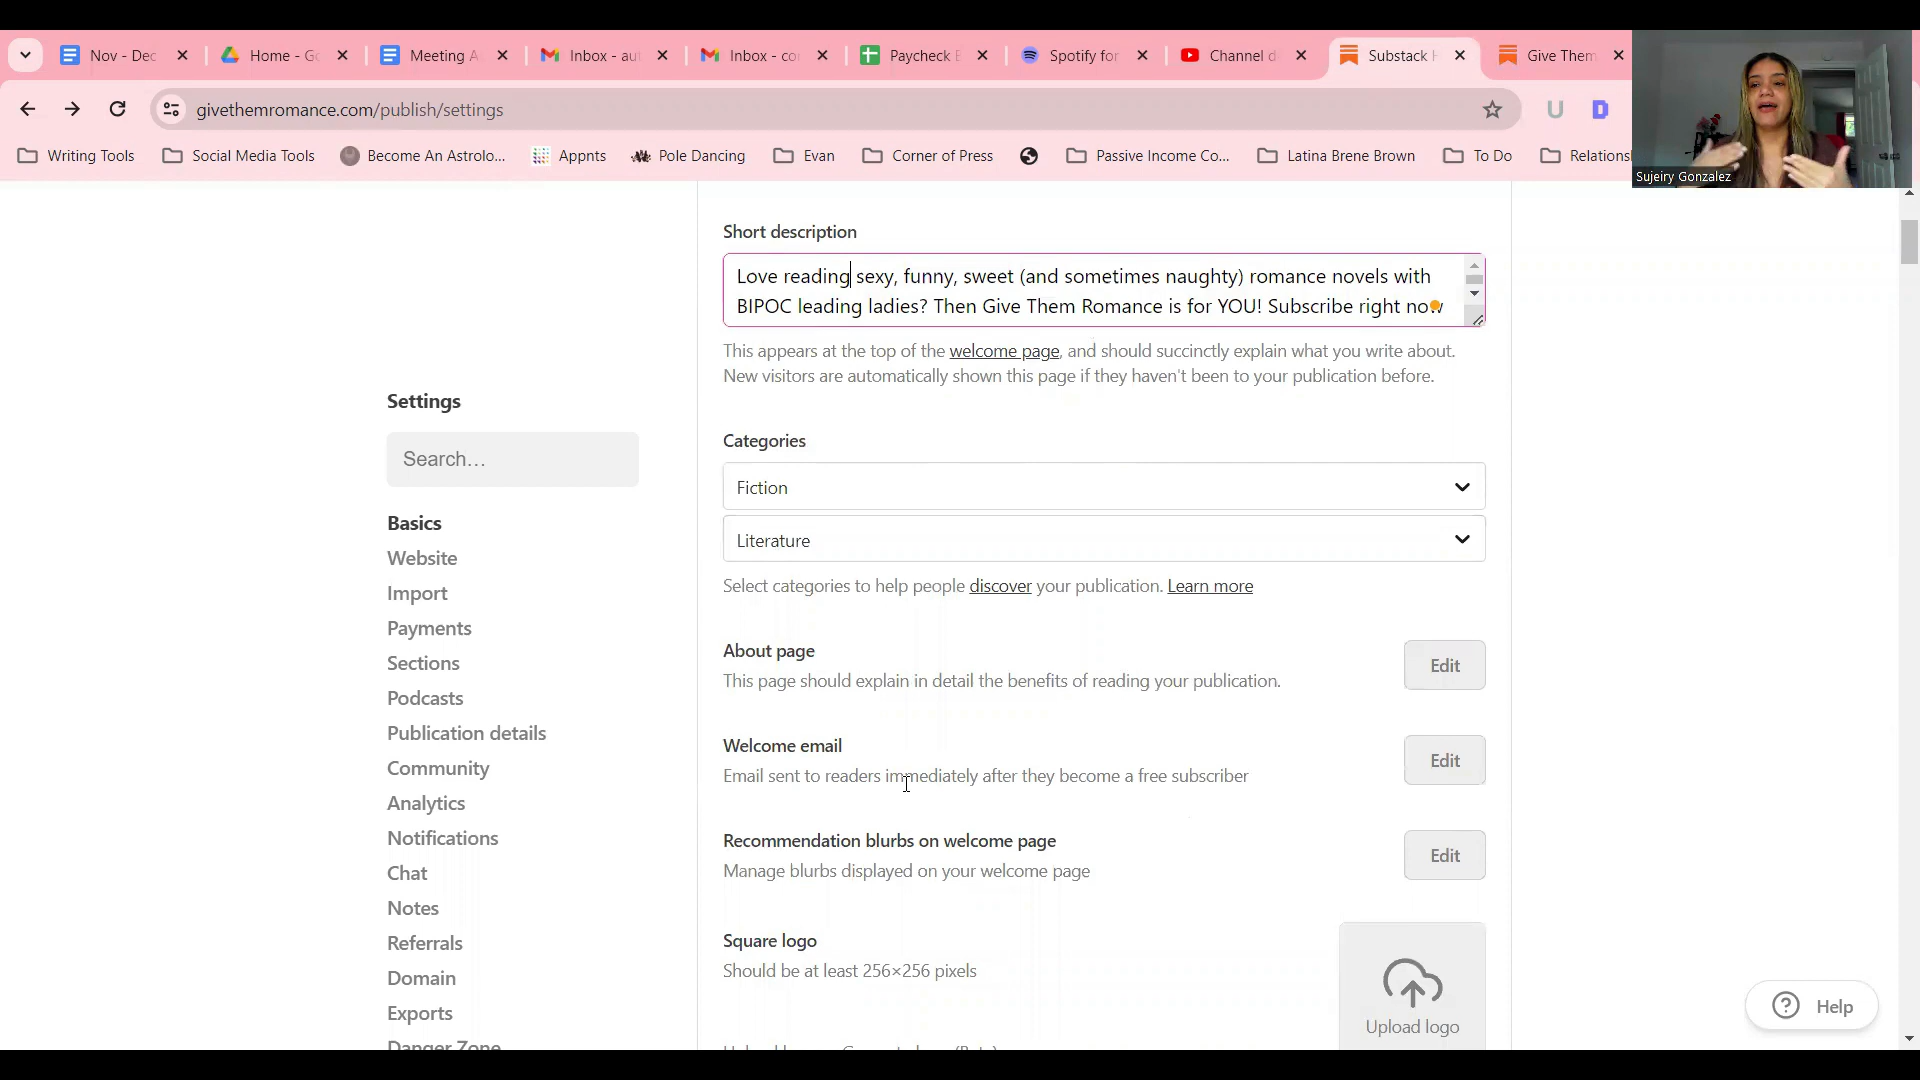 Nov - Dec
Home - Go
Meeting A
Inbox - aut
Inbox - co
Paycheck B
Spotify for
Channel d
Substack H
Give Them
givethemromance.com/publish/settings
U
D
Writing Tools
Social Media Tools
Become An Astrolo...
Appnts
Pole Dancing
Evan
Corner of Press
Passive Income Co...
Latina Brene Brown
To Do
Relations
Sujeiry Gonzalez
Short description
Love reading sexy, funny, sweet (and sometimes naughty) romance novels with
BIPOC leading ladies? Then Give Them Romance is for YOU! Subscribe right now
This appears at the top of the welcome page, and should succinctly explain what you write about.
New visitors are automatically shown this page if they haven't been to your publication before.
Settings
Search...
Basics
Website
Import
Payments
Sections
Podcasts
Publication details
Community
Analytics
Notifications
Chat
Notes
Referrals
Domain
Exports
Danger Zone
Categories
Fiction
Literature
Select categories to help people discover your publication. Learn more
About page
This page should explain in detail the benefits of reading your publication.
Edit
Welcome email
Email sent to readers immediately after they become a free subscriber
Edit
Recommendation blurbs on welcome page
Manage blurbs displayed on your welcome page
Edit
Square logo
Should be at least 256×256 pixels
Upload logo
Help